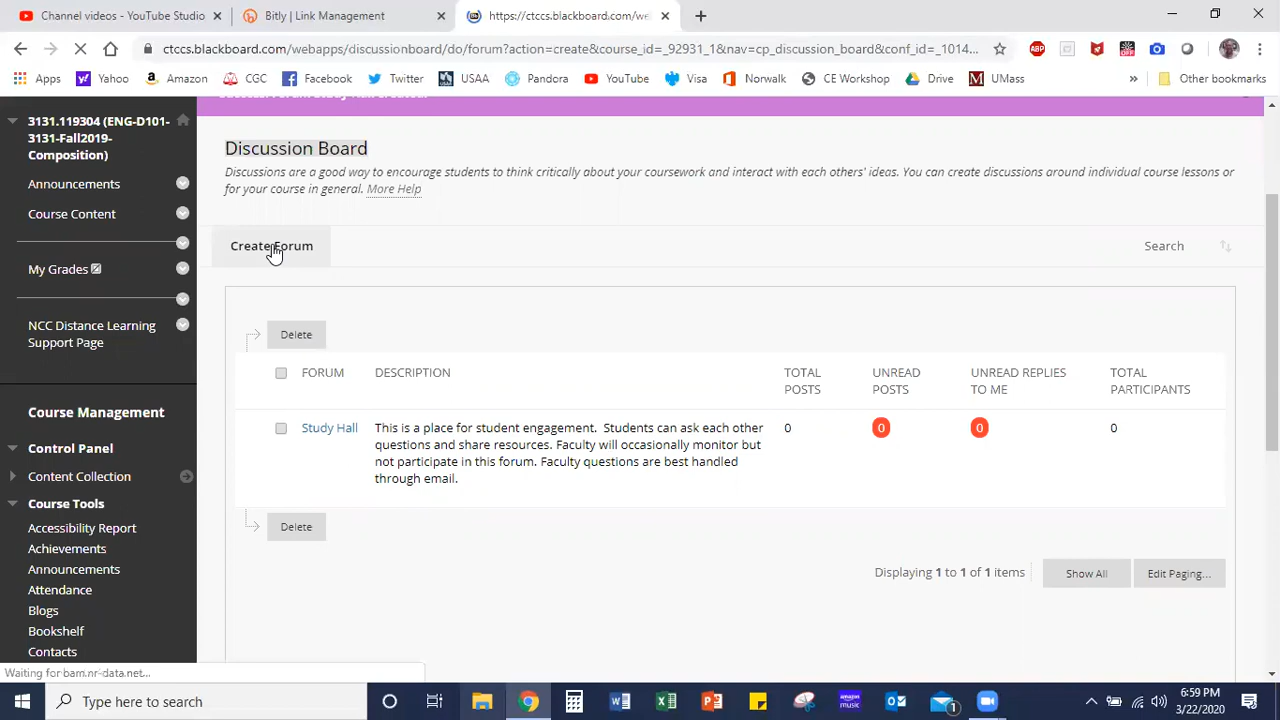 Channel videos - YouTube Studio
Bitly | Link Management
https://ctccs.blackboard.com/we
ctccs.blackboard.com/webapps/discussionboard/do/forum?action=create&course_id=_92931_1&nav=cp_discussion_board&conf_id=_1014...
ABP
OFF
Apps
Yahoo
Amazon
CGC
Facebook
Twitter
USAA
Pandora
YouTube
Visa
Norwalk
CE Workshop
Drive
UMass
»
Other bookmarks
3131.119304 (ENG-D101-
3131-Fall2019-
Composition)
Announcements
Course Content
My Grades
NCC Distance Learning
Support Page
Course Management
Control Panel
Content Collection
Course Tools
Accessibility Report
Achievements
Announcements
Attendance
Blogs
Bookshelf
Contacts
Discussion Board
Discussions are a good way to encourage students to think critically about your coursework and interact with each others' ideas. You can create discussions around individual course lessons or
for your course in general. More Help
Create Forum
Search
Delete
FORUM
DESCRIPTION
TOTAL
POSTS
UNREAD
POSTS
UNREAD REPLIES
TO ME
TOTAL
PARTICIPANTS
Study Hall
This is a place for student engagement. Students can ask each other
questions and share resources. Faculty will occasionally monitor but
not participate in this forum. Faculty questions are best handled
through email.
0
0
0
0
Delete
Displaying 1 to 1 of 1 items
Show All
Edit Paging...
Waiting for bam.nr-data.net...
Type here to search
1
6:59 PM
3/22/2020